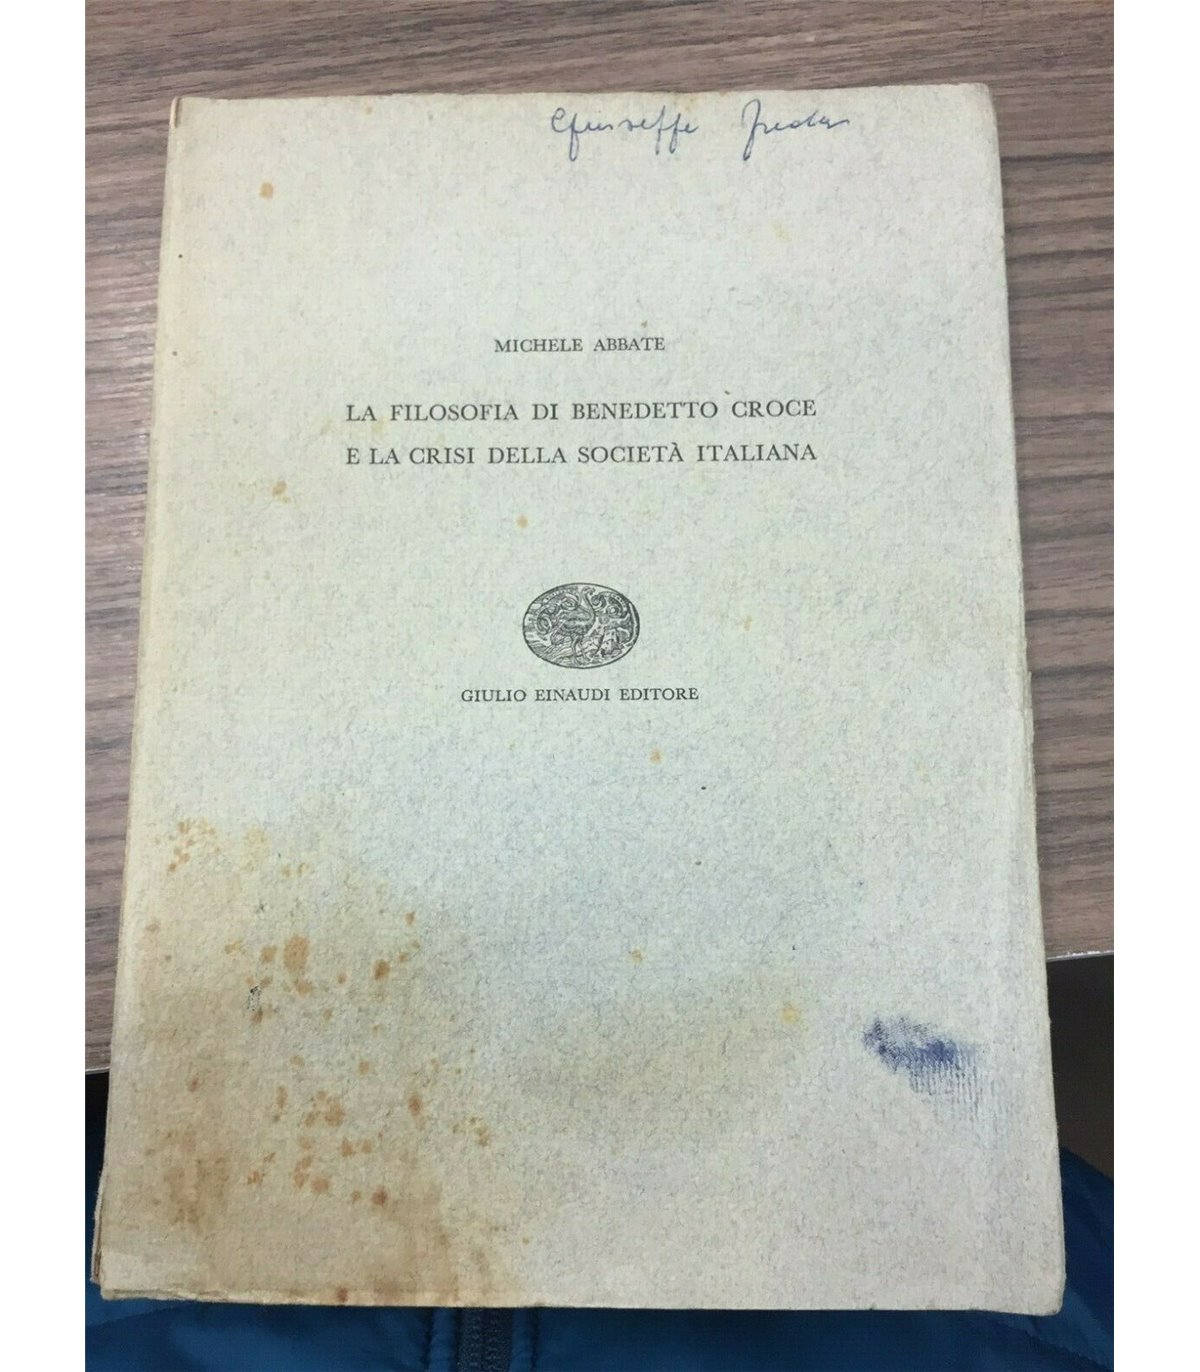 Giuseppe
MICHELE ABBATE
LA FILOSOFIA DI BENEDETTO CROCE
E LA CRISI DELLA SOCIETÀ ITALIANA
GIULIO EINAUDI EDITORE